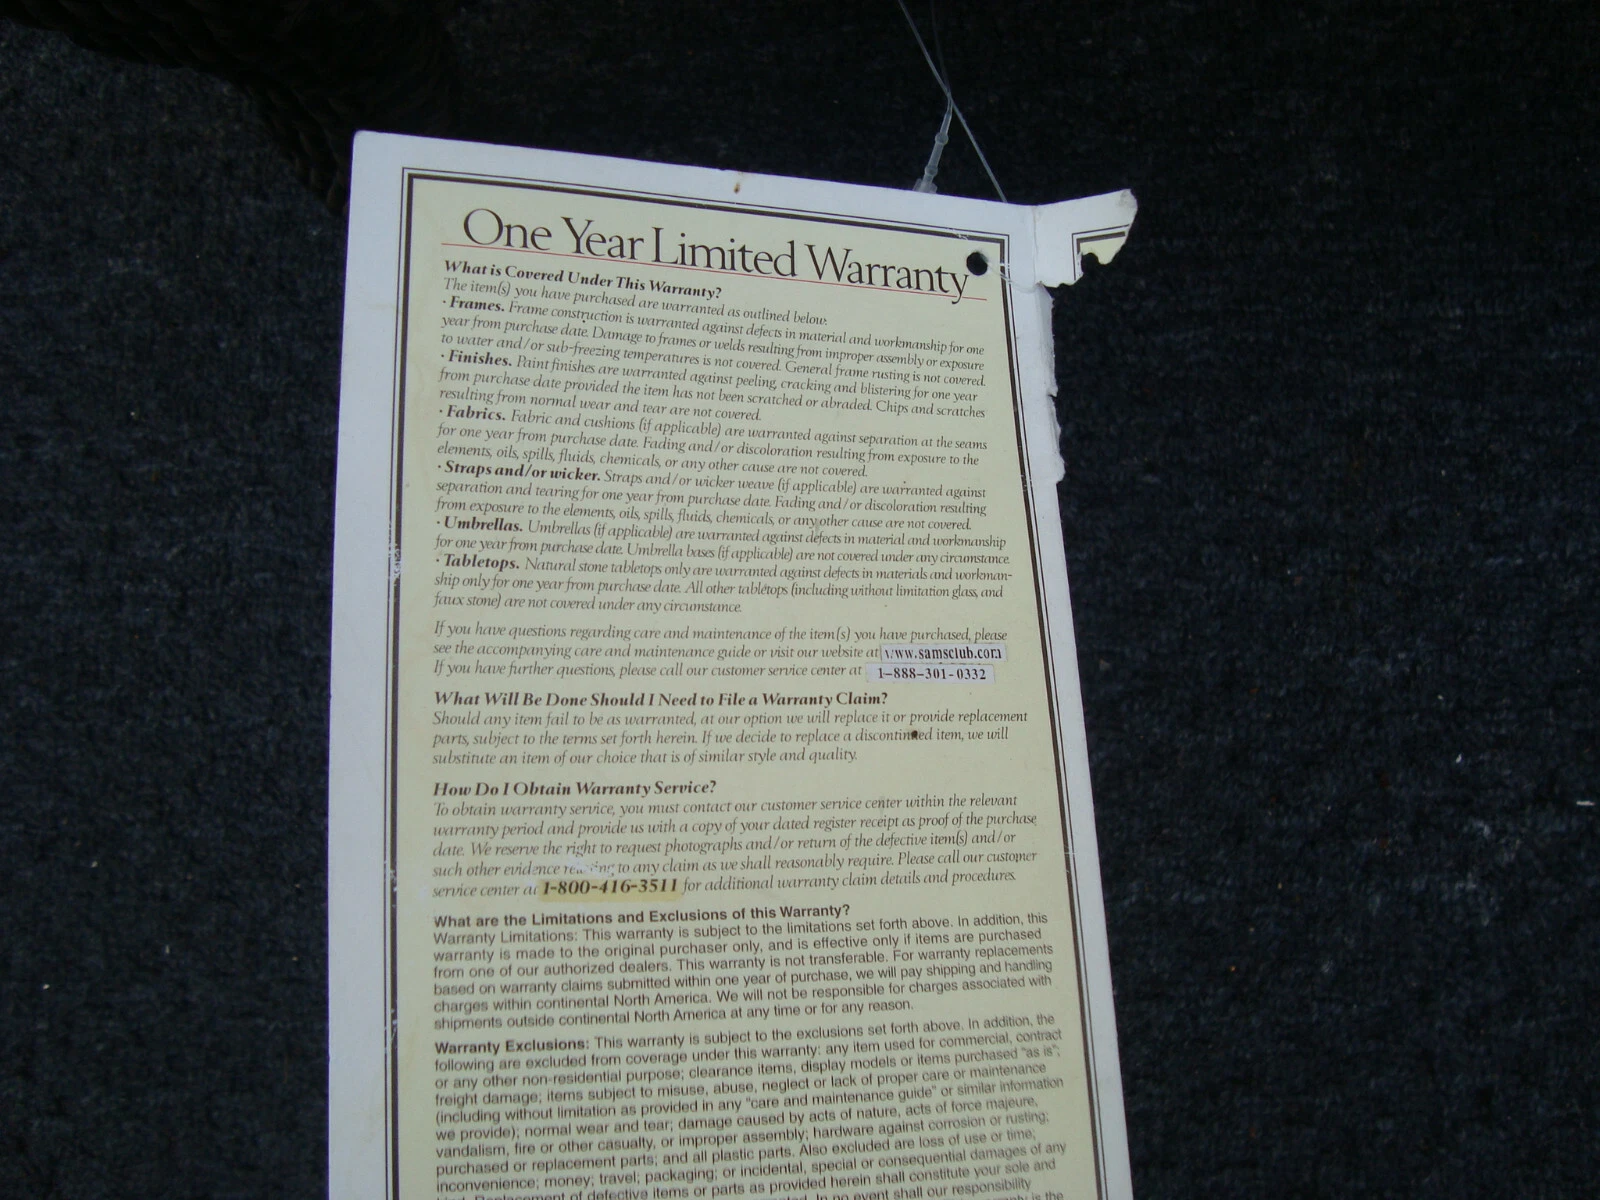 One Year Limited Warranty
What is Covered Under This Warranty?
The item(s) you have purchased are warranted as outlined below:
· Frames. Frame construction is warranted against defects in material and workmanship for one
year from purchase date. Damage to frames or welds resulting from improper assembly or exposure
to water and/or sub-freezing temperatures is not covered. General frame rusting is not covered.
· Finishes. Paint finishes are warranted against peeling, cracking and blistering for one year
from purchase date provided the item has not been scratched or abraded. Chips and scratches
resulting from normal wear and tear are not covered.
· Fabrics. Fabric and cushions (if applicable) are warranted against separation at the seams
for one year from purchase date. Fading and/or discoloration resulting from exposure to the
elements, oils, spills, fluids, chemicals, or any other cause are not covered.
· Straps and/or wicker. Straps and/or wicker weave (if applicable) are warranted against
separation and tearing for one year from purchase date. Fading and/or discoloration resulting
from exposure to the elements, oils, spills, fluids, chemicals, or any other cause are not covered.
· Umbrellas. Umbrellas (if applicable) are warranted against defects in material and workmanship
for one year from purchase date. Umbrella bases (if applicable) are not covered under any circumstance.
· Tabletops. Natural stone tabletops only are warranted against defects in materials and workman-
ship only for one year from purchase date. All other tabletops (including without limitation glass, and
faux stone) are not covered under any circumstance.
If you have questions regarding care and maintenance of the item(s) you have purchased, please
see the accompanying care and maintenance guide or visit our website at www.samsclub.com
If you have further questions, please call our customer service center at 1-888-301-0332
What Will Be Done Should I Need to File a Warranty Claim?
Should any item fail to be as warranted, at our option we will replace it or provide replacement
parts, subject to the terms set forth herein. If we decide to replace a discontinued item, we will
substitute an item of our choice that is of similar style and quality.
How Do I Obtain Warranty Service?
To obtain warranty service, you must contact our customer service center within the relevant
warranty period and provide us with a copy of your dated register receipt as proof of the purchase
date. We reserve the right to request photographs and/or return of the defective item(s) and/or
such other evidence relating to any claim as we shall reasonably require. Please call our customer
service center at 1-800-416-3511 for additional warranty claim details and procedures.
What are the Limitations and Exclusions of this Warranty?
Warranty Limitations: This warranty is subject to the limitations set forth above. In addition, this
warranty is made to the original purchaser only, and is effective only if items are purchased
from one of our authorized dealers. This warranty is not transferable. For warranty replacements
based on warranty claims submitted within one year of purchase, we will pay shipping and handling
charges within continental North America. We will not be responsible for charges associated with
shipments outside continental North America at any time or for any reason.
Warranty Exclusions: This warranty is subject to the exclusions set forth above. In addition, the
following are excluded from coverage under this warranty: any item used for commercial, contract
or any other non-residential purpose; clearance items, display models or items purchased "as is";
freight damage; items subject to misuse, abuse, neglect or lack of proper care or maintenance
(including without limitation as provided in any "care and maintenance guide" or similar information
we provide); normal wear and tear; damage caused by acts of nature, acts of force majeure,
vandalism, fire or other casualty, or improper assembly; hardware against corrosion or rusting;
purchased or replacement parts; and all plastic parts. Also excluded are loss of use or time;
inconvenience; money; travel; packaging; or incidental, special or consequential damages of any
kind. Replacement of defective items or parts as provided herein shall constitute your sole and
In no event shall our responsibility